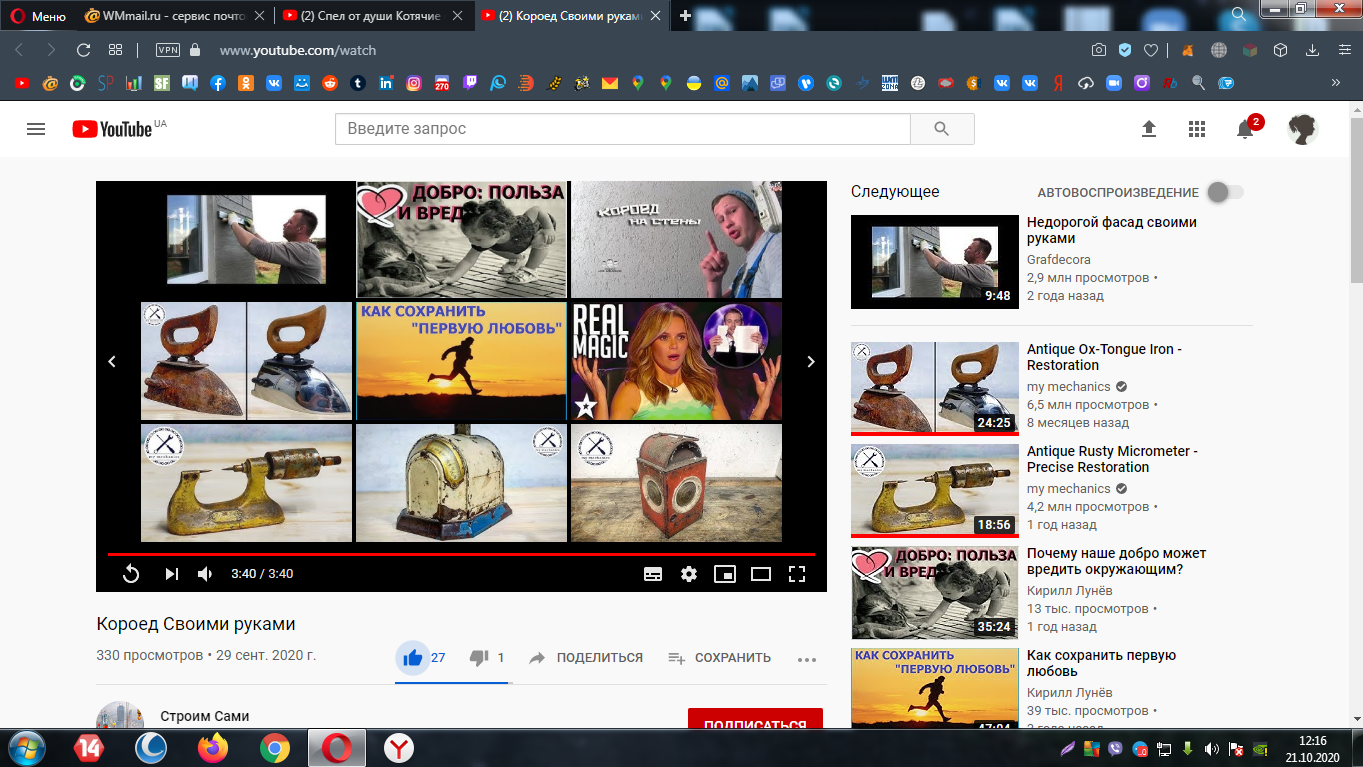 Меню
WMmail.ru - сервис почто
(2) Спел от души Котячие
(2) Короед Своими рукам
VPN
www.youtube.com/watch
SP
SF
270
YouTube UA
Введите запрос
2
ДОБРО: ПОЛЬЗА
И ВРЕД
КОРОЕД
НА СТЕНЫ
КАК СОХРАНИТЬ
"ПЕРВУЮ ЛЮБОВЬ"
REAL
MAGIC
my mechanics
3:40 / 3:40
Короед Своими руками
330 просмотров • 29 сент. 2020 г.
27
1
ПОДЕЛИТЬСЯ
СОХРАНИТЬ
Строим Сами
ПОДПИСАТЬСЯ
Следующее
АВТОВОСПРОИЗВЕДЕНИЕ
9:48
Недорогой фасад своими
руками
Grafdecora
2,9 млн просмотров •
2 года назад
24:25
Antique Ox-Tongue Iron -
Restoration
my mechanics
6,5 млн просмотров •
8 месяцев назад
18:56
Antique Rusty Micrometer -
Precise Restoration
my mechanics
4,2 млн просмотров •
1 год назад
ДОБРО: ПОЛЬЗА
И ВРЕД
35:24
Почему наше добро может
вредить окружающим?
Кирилл Лунёв
13 тыс. просмотров •
1 год назад
КАК СОХРАНИТЬ
"ПЕРВУЮ ЛЮБОВЬ"
47:04
Как сохранить первую
любовь
Кирилл Лунёв
39 тыс. просмотров •
14
12:16
21.10.2020